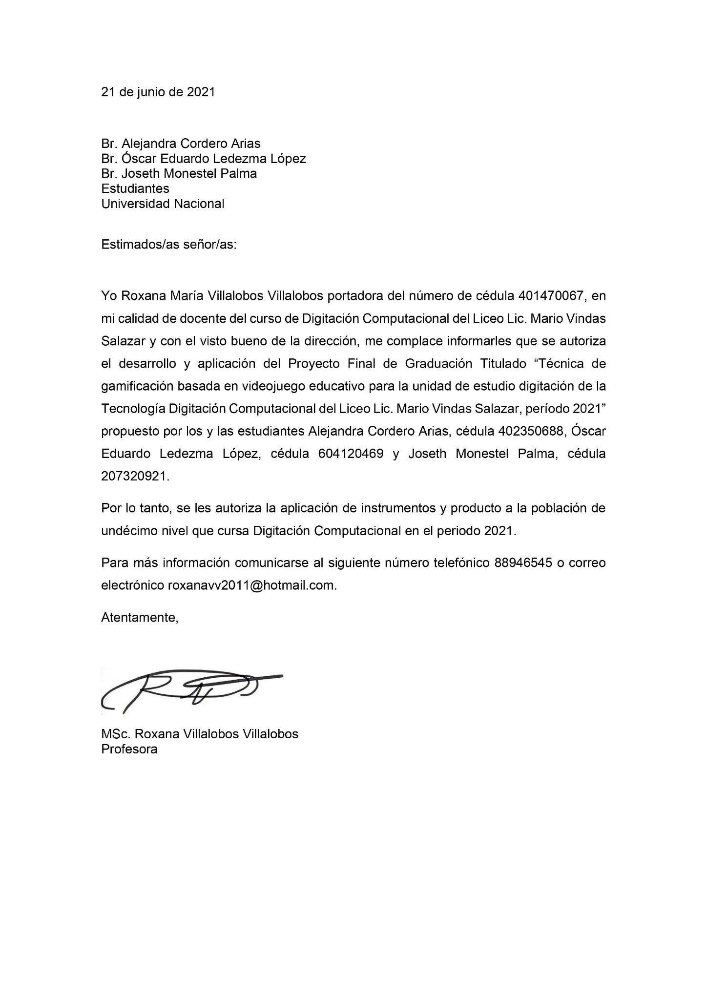 21 de junio de 2021
Br. Alejandra Cordero Arias
Br. Óscar Eduardo Ledezma López
Br. Joseth Monestel Palma
Estudiantes
Universidad Nacional
Estimados/as señor/as:
Yo Roxana María Villalobos Villalobos portadora del número de cédula 401470067, en
mi calidad de docente del curso de Digitación Computacional del Liceo Lic. Mario Vindas
Salazar y con el visto bueno de la dirección, me complace informarles que se autoriza
el desarrollo y aplicación del Proyecto Final de Graduación Titulado “Técnica de
gamificación basada en videojuego educativo para la unidad de estudio digitación de la
Tecnología Digitación Computacional del Liceo Lic. Mario Vindas Salazar, período 2021”
propuesto por los y las estudiantes Alejandra Cordero Arias, cédula 402350688, Óscar
Eduardo Ledezma López, cédula 604120469 y Joseth Monestel Palma, cédula
207320921.
Por lo tanto, se les autoriza la aplicación de instrumentos y producto a la población de
undécimo nivel que cursa Digitación Computacional en el periodo 2021.
Para más información comunicarse al siguiente número telefónico 88946545 o correo
electrónico roxanavv2011@hotmail.com.
Atentamente,
MSc. Roxana Villalobos Villalobos
Profesora